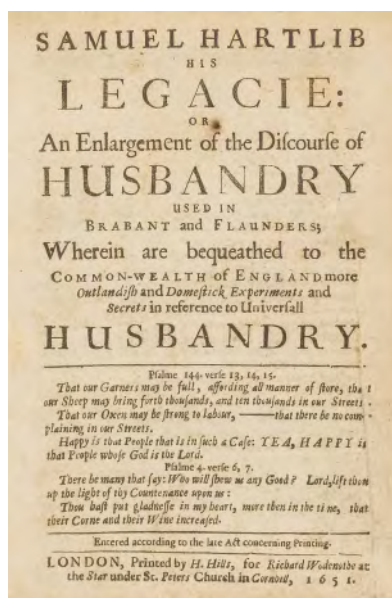 SAMUEL HARTLIB
HIS
LEGACIE:
OR
An Enlargement of the Diſcourſe of
HUSBANDRY
USED IN
BRABANT and FLAUNDERS;
Wherein are bequeathed to the
COMMON-WEALTH of ENGLAND more
Outlandiſh and Domeſtick Experiments and
Secrets in reference to Univerſall
HUSBANDRY.
Pſalme 144. verſe 13, 14, 15.
That our Garners may be full, affording all manner of ſtore, that
our Sheep may bring forth thouſands, and ten thouſands in our Streets.
That our Oxen may be ſtrong to labour, ——that there be no com-
plaining in our Streets.
Happy is that People that is in ſuch a Caſe: YEA, HAPPY is
that People whoſe God is the Lord.
Pſalme 4. verſe 6, 7.
There be many that ſay: Who will ſhew us any Good? Lord, lift thou
up the light of thy Countenance upon us:
Thou haſt put gladneſſe in my heart, more then in the time, that
their Corne and their Wine increaſed.
Entered according to the late Act concerning Printing.
LONDON, Printed by H. Hills, for Richard Wodenothe at
the Star under St. Peters Church in Cornhill, 1651.